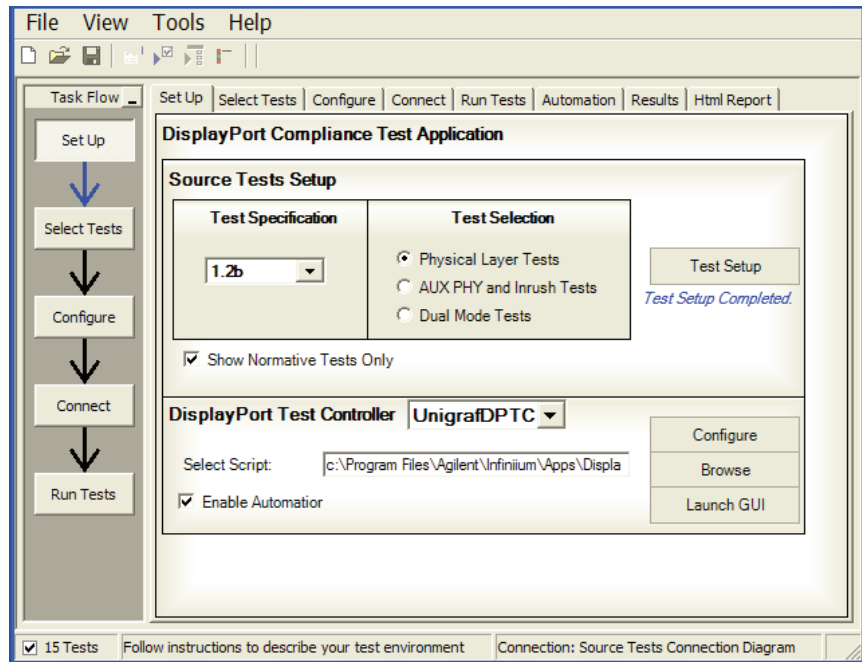 File View Tools Help
Task Flow
Set Up Select Tests Configure Connect Run Tests Automation Results Html Report
Set Up
Select Tests
Configure
Connect
Run Tests
DisplayPort Compliance Test Application
Source Tests Setup
Test Specification
1.2b
Test Selection
Physical Layer Tests
AUX PHY and Inrush Tests
Dual Mode Tests
Test Setup
Test Setup Completed.
Show Normative Tests Only
DisplayPort Test Controller UnigrafDPTC
Select Script: c:\Program Files\Agilent\Infiniium\Apps\Displa
Enable Automatior
Configure
Browse
Launch GUI
15 Tests Follow instructions to describe your test environment Connection: Source Tests Connection Diagram